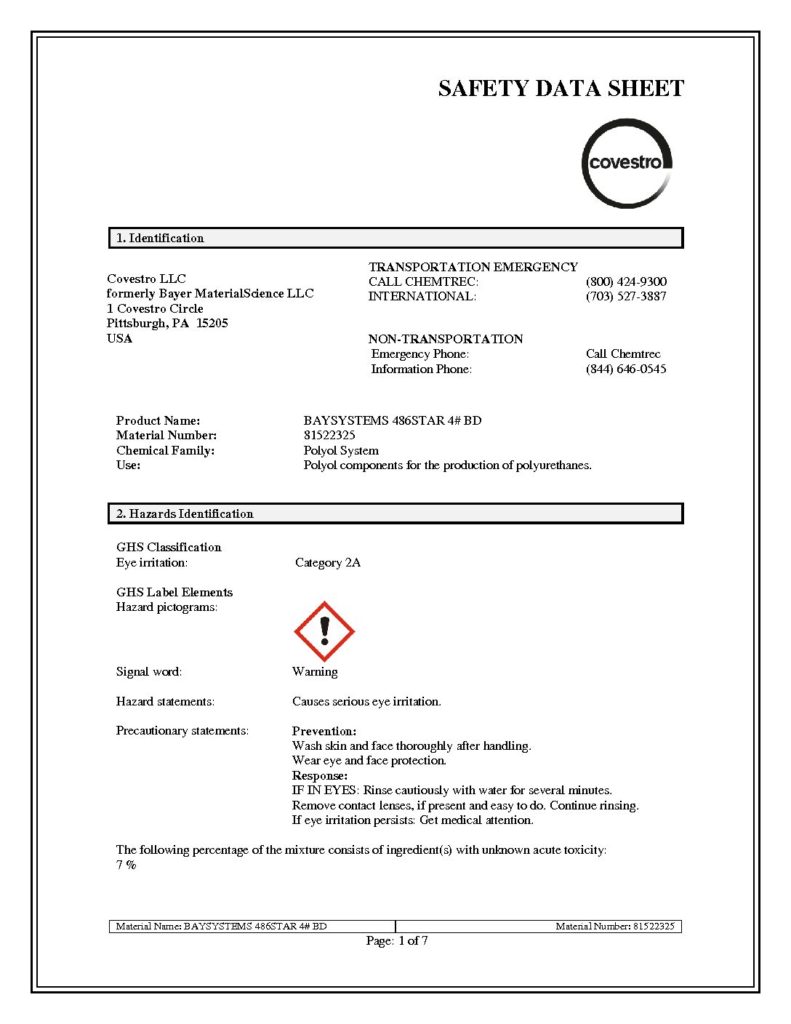 SAFETY DATA SHEET
covestro
1. Identification
Covestro LLC
formerly Bayer MaterialScience LLC
1 Covestro Circle
Pittsburgh, PA 15205
USA
TRANSPORTATION EMERGENCY
CALL CHEMTREC: (800) 424-9300
INTERNATIONAL: (703) 527-3887
NON-TRANSPORTATION
Emergency Phone: Call Chemtrec
Information Phone: (844) 646-0545
Product Name: BAYSYSTEMS 486STAR 4# BD
Material Number: 81522325
Chemical Family: Polyol System
Use: Polyol components for the production of polyurethanes.
2. Hazards Identification
GHS Classification
Eye irritation: Category 2A
GHS Label Elements
Hazard pictograms:
!
Signal word: Warning
Hazard statements: Causes serious eye irritation.
Precautionary statements: Prevention:
Wash skin and face thoroughly after handling.
Wear eye and face protection.
Response:
IF IN EYES: Rinse cautiously with water for several minutes.
Remove contact lenses, if present and easy to do. Continue rinsing.
If eye irritation persists: Get medical attention.
The following percentage of the mixture consists of ingredient(s) with unknown acute toxicity:
7 %
Material Name: BAYSYSTEMS 486STAR 4# BD Material Number: 81522325
Page: 1 of 7